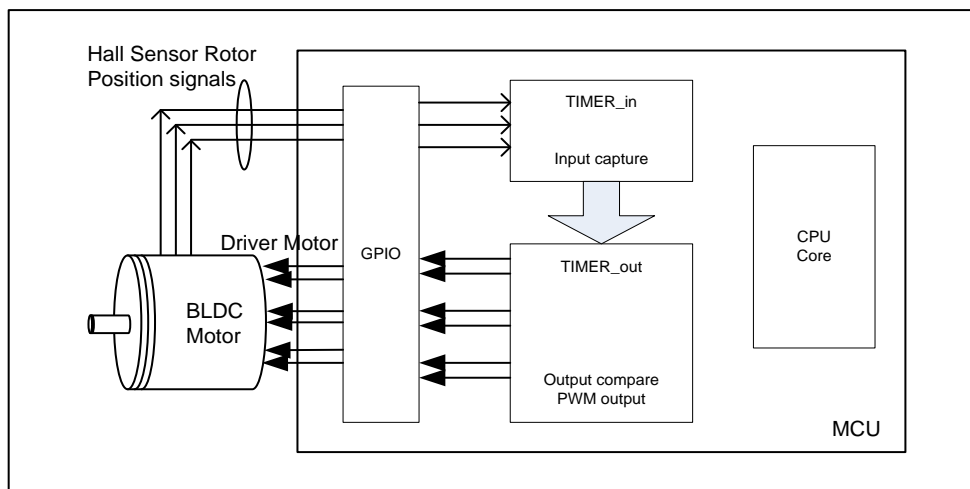 Hall Sensor Rotor
Position signals
TIMER_in
Input capture
CPU
Core
Driver Motor
GPIO
TIMER_out
BLDC
Motor
Output compare
PWM output
MCU